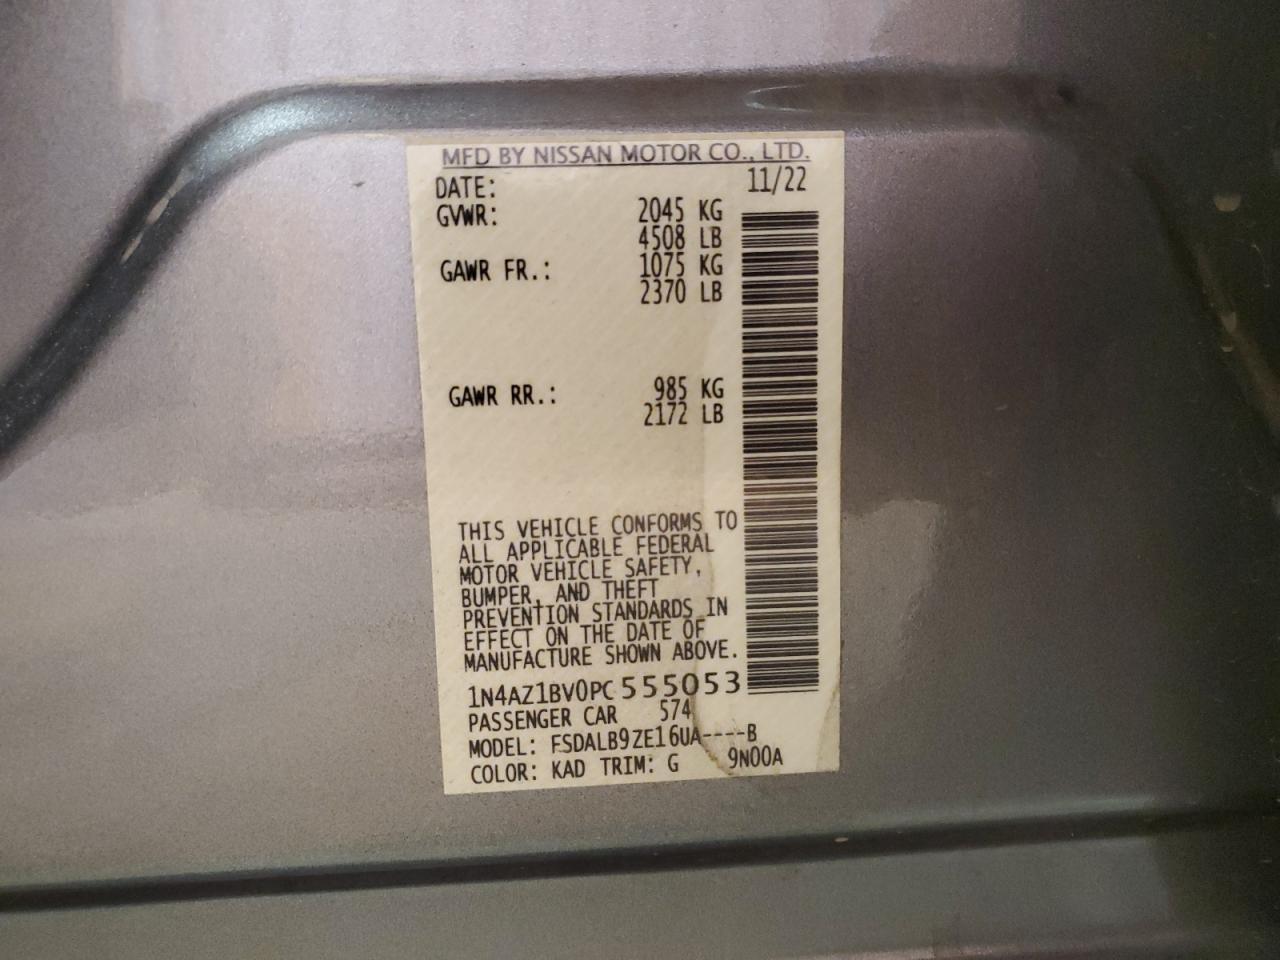 MFD BY NISSAN MOTOR CO., LTD.
DATE: 11/22
GVWR: 2045 KG
4508 LB
GAWR FR.: 1075 KG
2370 LB
GAWR RR.: 985 KG
2172 LB
THIS VEHICLE CONFORMS TO
ALL APPLICABLE FEDERAL
MOTOR VEHICLE SAFETY,
BUMPER, AND THEFT
PREVENTION STANDARDS IN
EFFECT ON THE DATE OF
MANUFACTURE SHOWN ABOVE.
1N4AZ1BV0PC555053
PASSENGER CAR 574
MODEL: FSDALB9ZE16UA----B
COLOR: KAD TRIM: G 9N00A